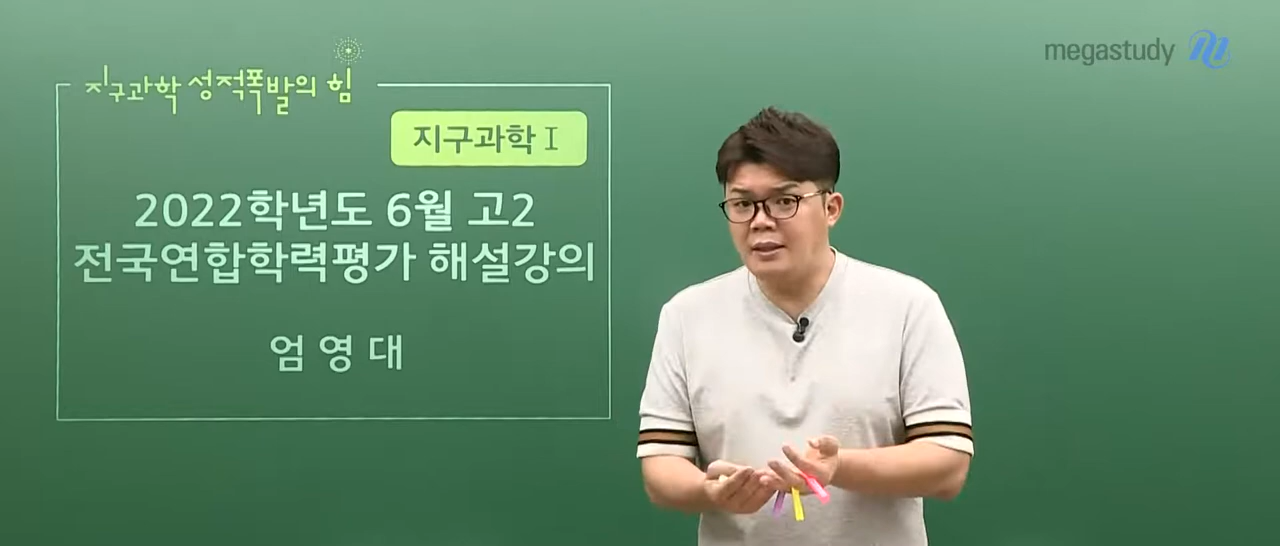 지구과학 성적폭발의 힘
megastudy
지구과학 I
2022학년도 6월 고2
전국연합학력평가 해설강의
엄영대